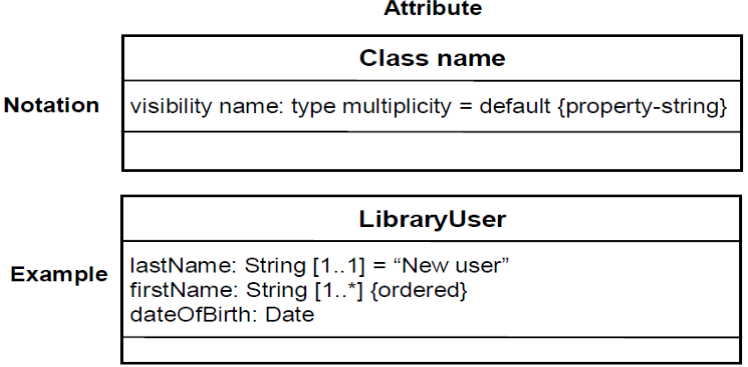 Attribute
Class name
Notation
visibility name: type multiplicity = default {property-string}
LibraryUser
Example
lastName: String [1..1] = “New user”
firstName: String [1..*] {ordered}
dateOfBirth: Date